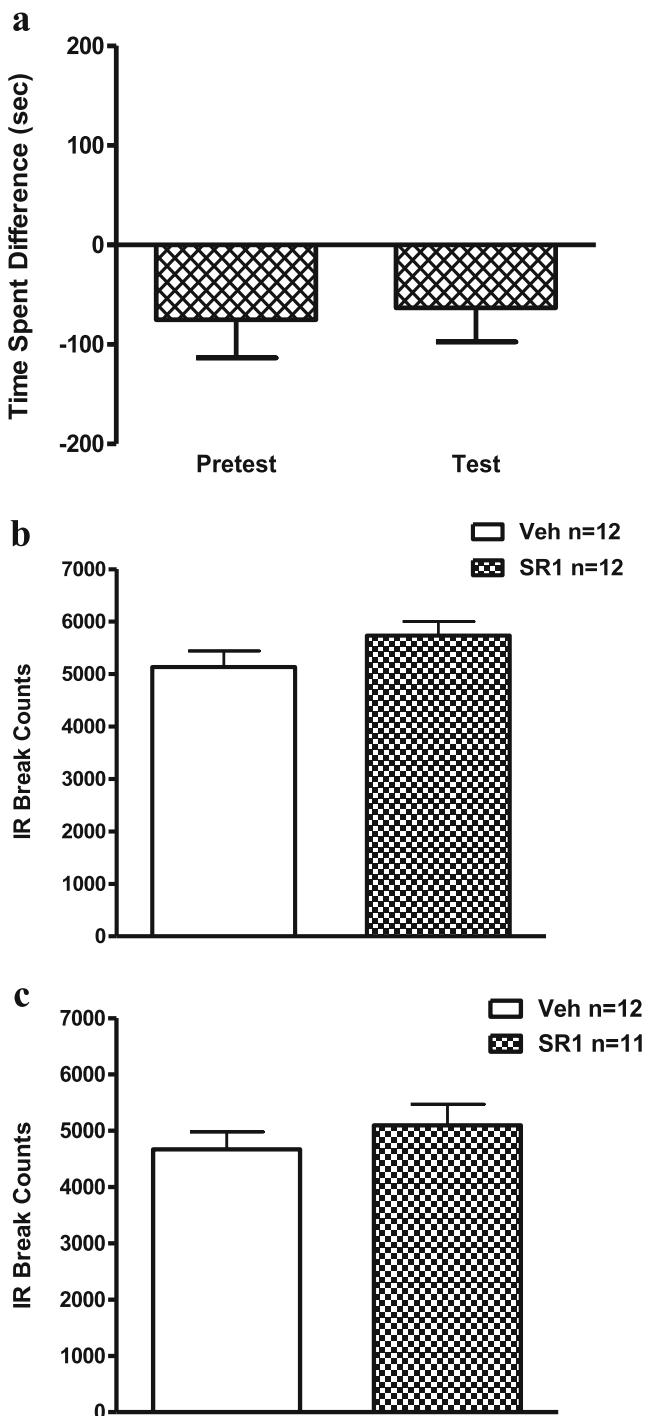 a
Time Spent Difference (sec)
200
100
0
-100
-200
Pretest Test
b
Veh n=12
SR1 n=12
IR Break Counts
7000
6000
5000
4000
3000
2000
1000
0
c
Veh n=12
SR1 n=11
IR Break Counts
7000
6000
5000
4000
3000
2000
1000
0